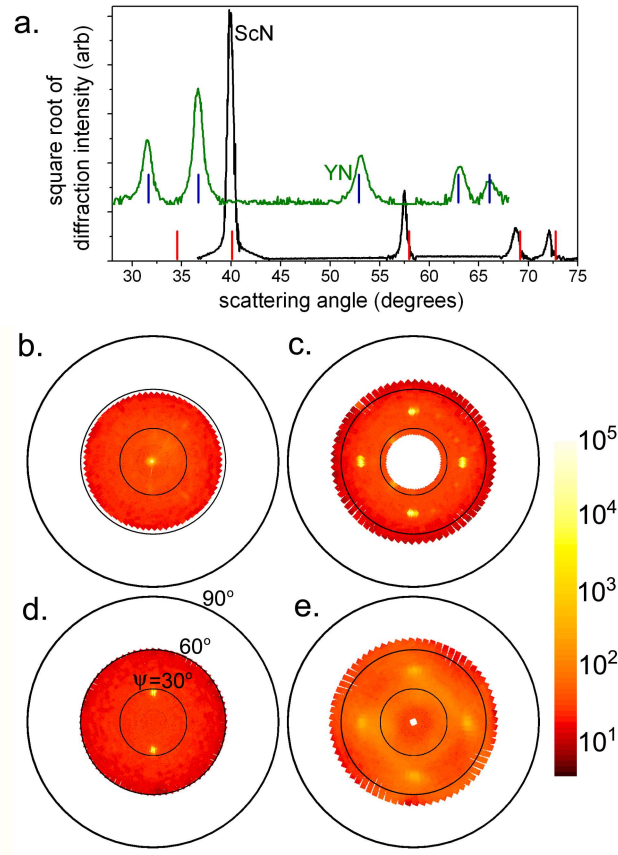 a.
square root of
diffraction intensity (arb)
ScN
YN
30 35 40 45 50 55 60 65 70 75
scattering angle (degrees)
b.
c.
10^5
10^4
10^3
10^2
10^1
d.
90°
60°
ψ=30°
e.